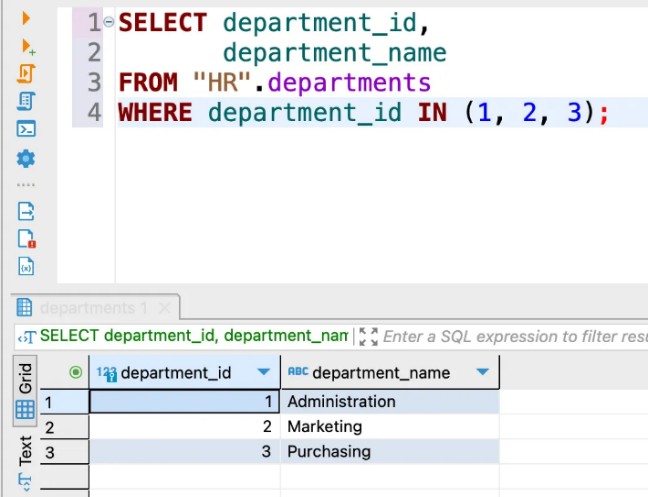 1 SELECT department_id,
2 department_name
3 FROM "HR".departments
4 WHERE department_id IN (1, 2, 3);
departments 1
SELECT department_id, department_nam Enter a SQL expression to filter resu
Grid
Text
123 department_id ABC department_name
1 1 Administration
2 2 Marketing
3 3 Purchasing